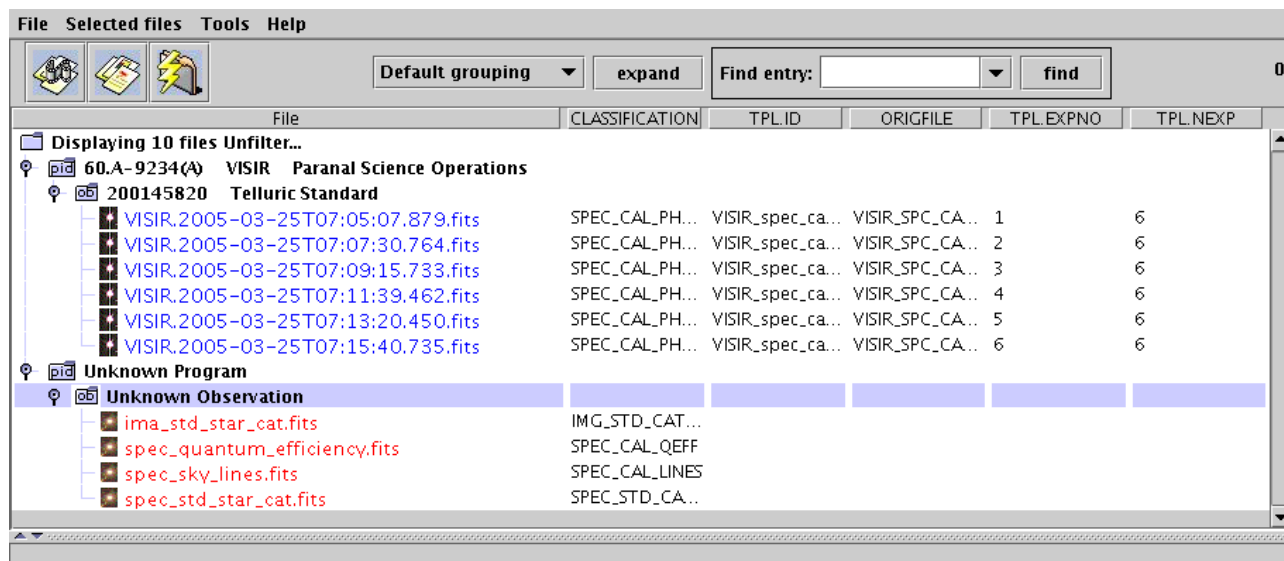 File Selected files Tools Help
Default grouping expand Find entry: find 0
File CLASSIFICATION TPL.ID ORIGFILE TPL.EXPNO TPL.NEXP
Displaying 10 files Unfilter...
pid 60.A-9234(A) VISIR Paranal Science Operations
ob 200145820 Telluric Standard
VISIR.2005-03-25T07:05:07.879.fits SPEC_CAL_PH... VISIR_spec_ca... VISIR_SPC_CA... 1 6
VISIR.2005-03-25T07:07:30.764.fits SPEC_CAL_PH... VISIR_spec_ca... VISIR_SPC_CA... 2 6
VISIR.2005-03-25T07:09:15.733.fits SPEC_CAL_PH... VISIR_spec_ca... VISIR_SPC_CA... 3 6
VISIR.2005-03-25T07:11:39.462.fits SPEC_CAL_PH... VISIR_spec_ca... VISIR_SPC_CA... 4 6
VISIR.2005-03-25T07:13:20.450.fits SPEC_CAL_PH... VISIR_spec_ca... VISIR_SPC_CA... 5 6
VISIR.2005-03-25T07:15:40.735.fits SPEC_CAL_PH... VISIR_spec_ca... VISIR_SPC_CA... 6 6
pid Unknown Program
ob Unknown Observation
ima_std_star_cat.fits IMG_STD_CAT...
spec_quantum_efficiency.fits SPEC_CAL_QEFF
spec_sky_lines.fits SPEC_CAL_LINES
spec_std_star_cat.fits SPEC_STD_CA...